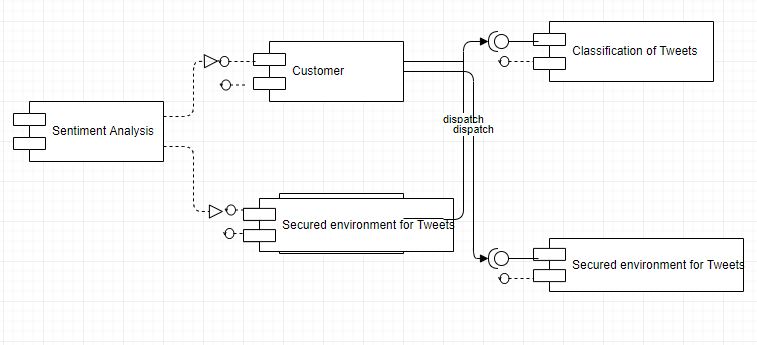 Classification of Tweets
Customer
dispatch
dispatch
Sentiment Analysis
Secured environment for Tweets
Secured environment for Tweets